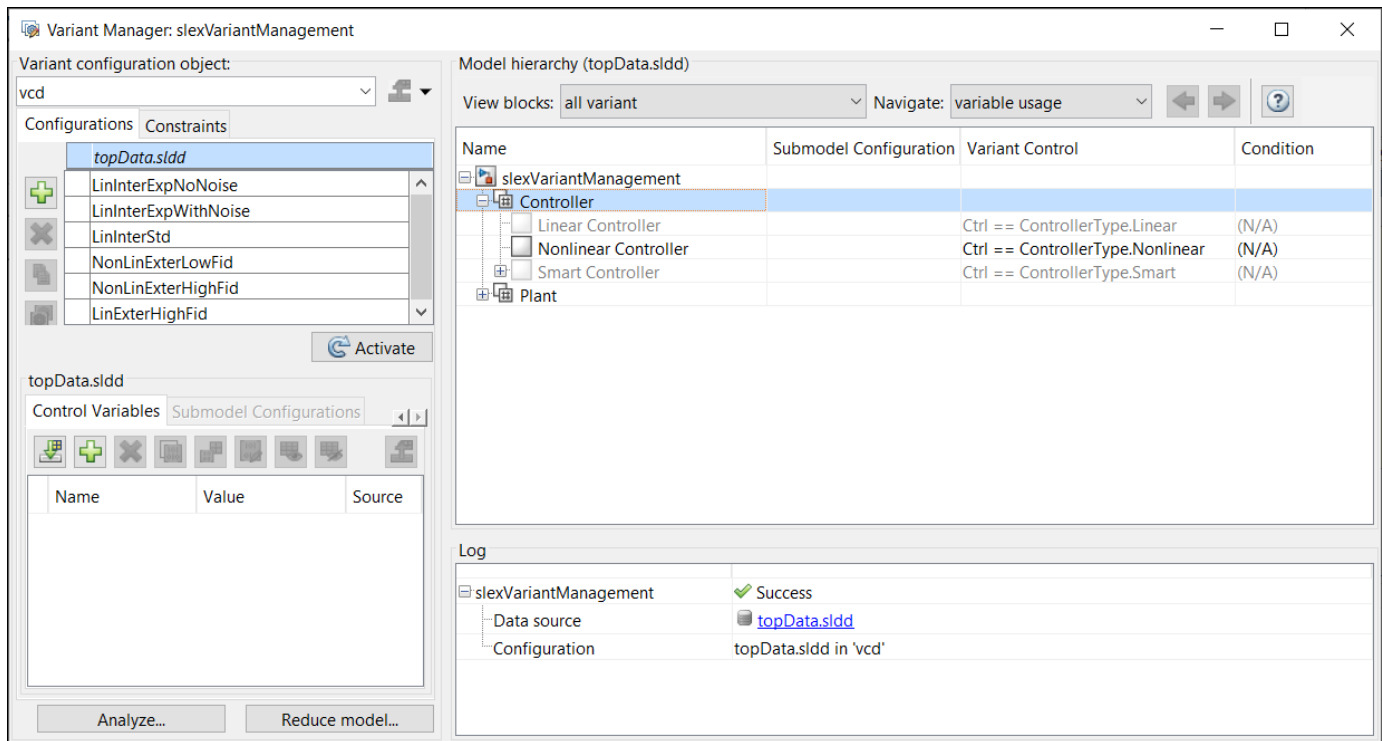 Variant Manager: slexVariantManagement
Variant configuration object:
vcd
Configurations Constraints
topData.sldd
LinInterExpNoNoise
LinInterExpWithNoise
LinInterStd
NonLinExterLowFid
NonLinExterHighFid
LinExterHighFid
Activate
topData.sldd
Control Variables Submodel Configurations
Name Value Source
Analyze... Reduce model...
Model hierarchy (topData.sldd)
View blocks: all variant Navigate: variable usage
Name Submodel Configuration Variant Control Condition
slexVariantManagement
Controller
Linear Controller Ctrl == ControllerType.Linear (N/A)
Nonlinear Controller Ctrl == ControllerType.Nonlinear (N/A)
Smart Controller Ctrl == ControllerType.Smart (N/A)
Plant
Log
slexVariantManagement Success
Data source topData.sldd
Configuration topData.sldd in 'vcd'